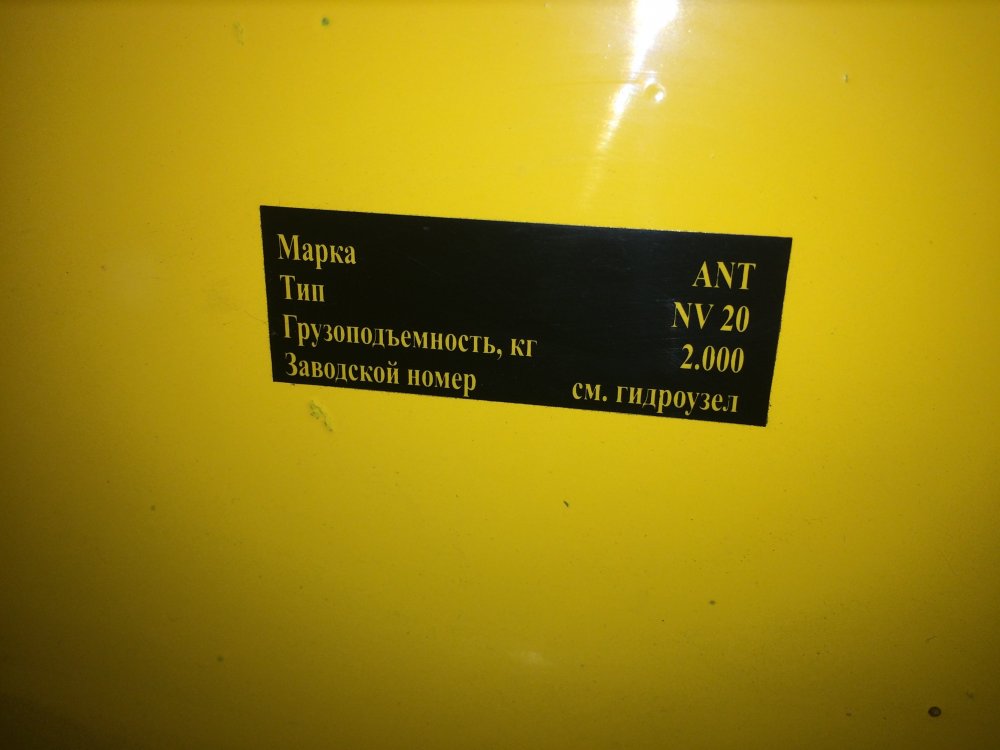 Марка ANT
Тип NV 20
Грузоподъемность, кг 2.000
Заводской номер см. гидроузел